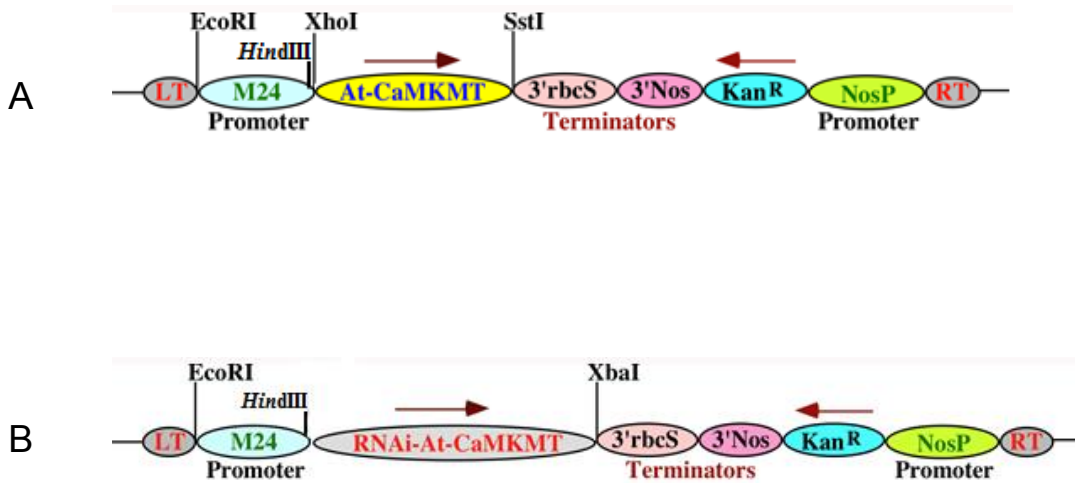 EcoRI XhoI SstI
HindIII
A
LT M24 At-CaMKMT 3'rbcS 3'Nos KanR NosP RT
Promoter Terminators Promoter
EcoRI XbaI
HindIII
B
LT M24 RNAi-At-CaMKMT 3'rbcS 3'Nos KanR NosP RT
Promoter Terminators Promoter